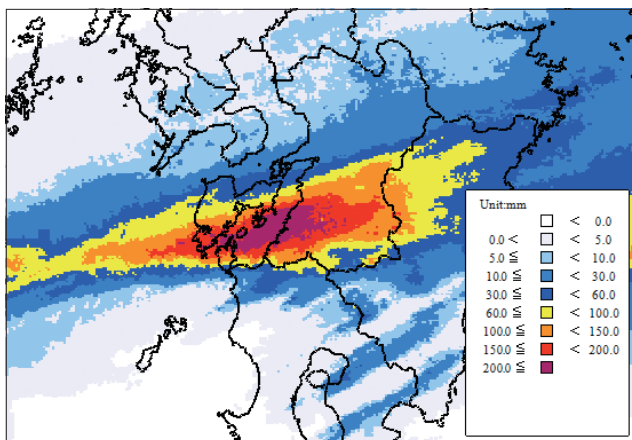 Unit:mm
< 0.0
0.0 < < 5.0
5.0 ≦ < 10.0
10.0 ≦ < 30.0
30.0 ≦ < 60.0
60.0 ≦ < 100.0
100.0 ≦ < 150.0
150.0 ≦ < 200.0
200.0 ≦